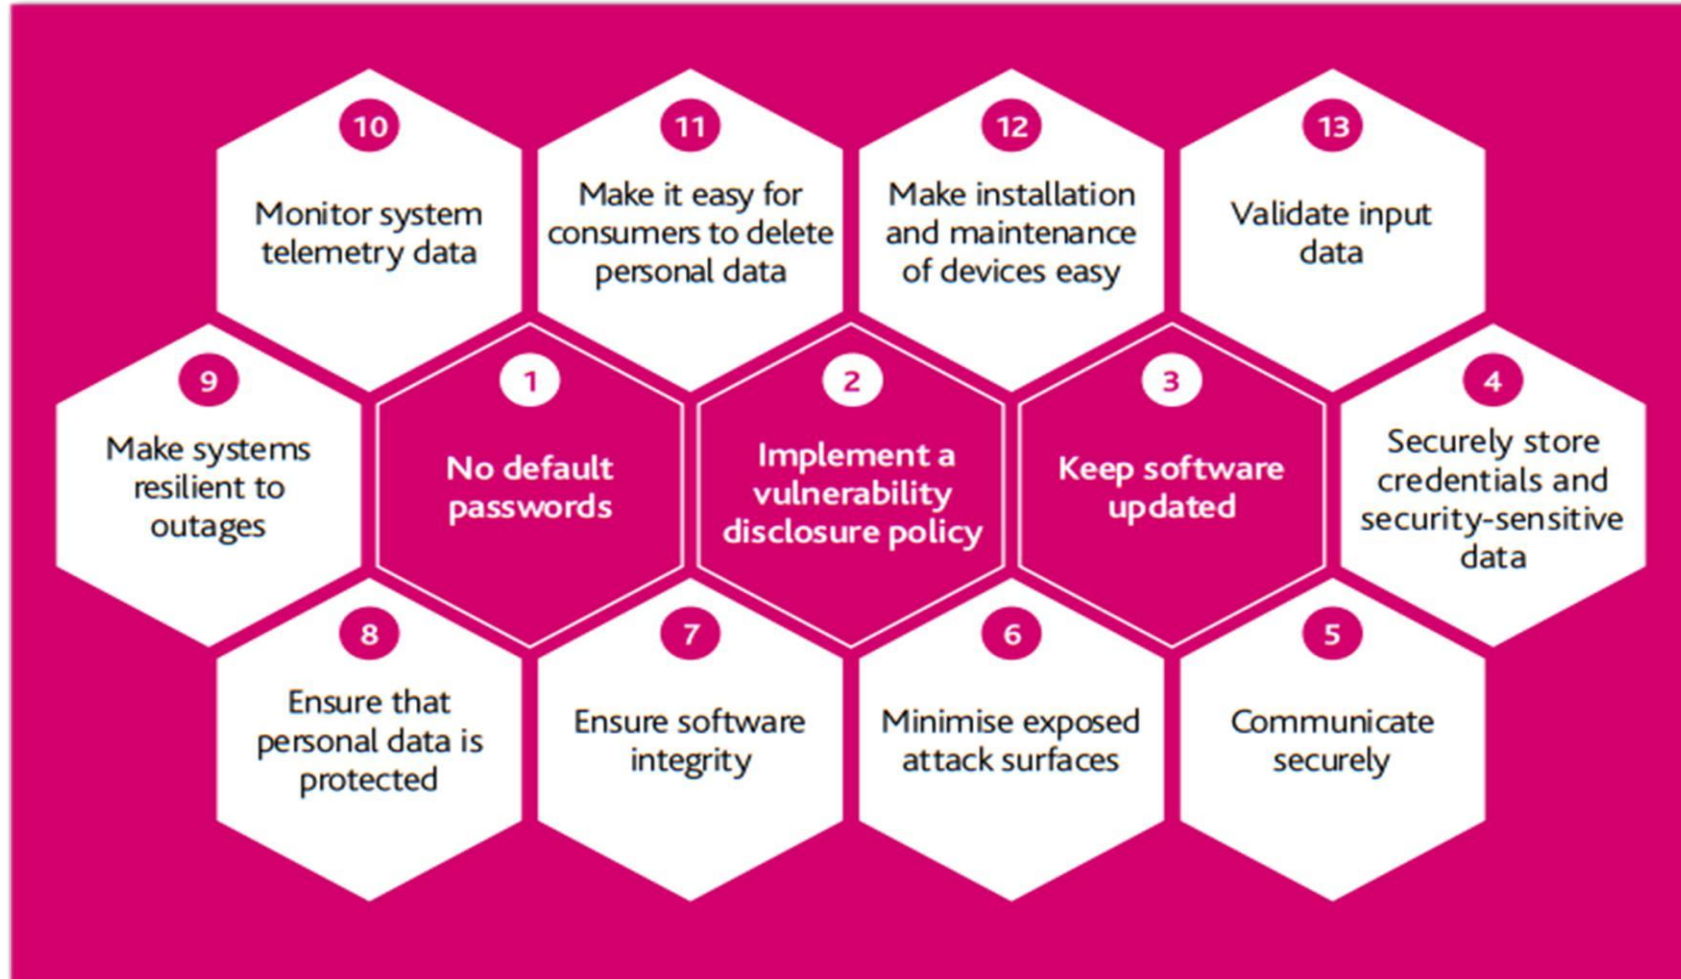 10
Monitor system
telemetry data
11
Make it easy for
consumers to delete
personal data
12
Make installation
and maintenance
of devices easy
13
Validate input
data
9
Make systems
resilient to
outages
1
No default
passwords
2
Implement a
vulnerability
disclosure policy
3
Keep software
updated
4
Securely store
credentials and
security-sensitive
data
8
Ensure that
personal data is
protected
7
Ensure software
integrity
6
Minimise exposed
attack surfaces
5
Communicate
securely